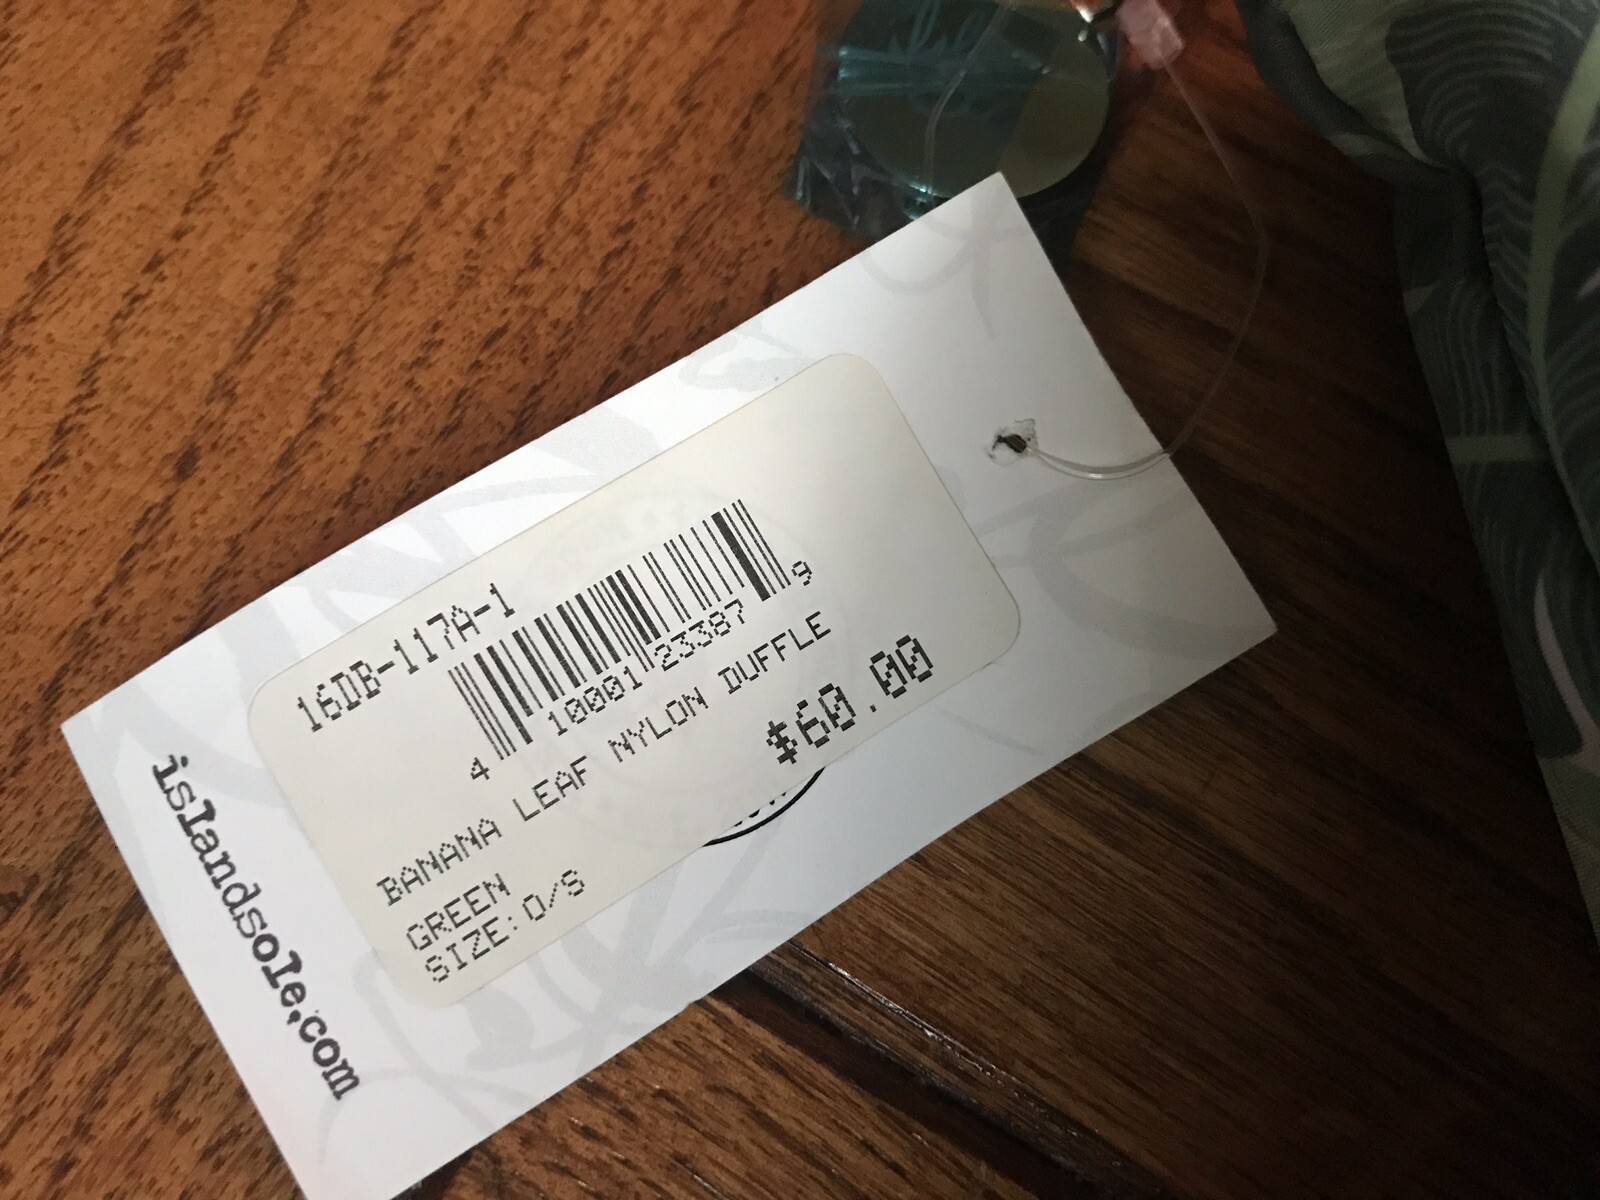 16DB-117A-1
4 10001 23387 9
BANANA LEAF NYLON DUFFLE
GREEN
SIZE: O/S
$60.00
islandsole.com